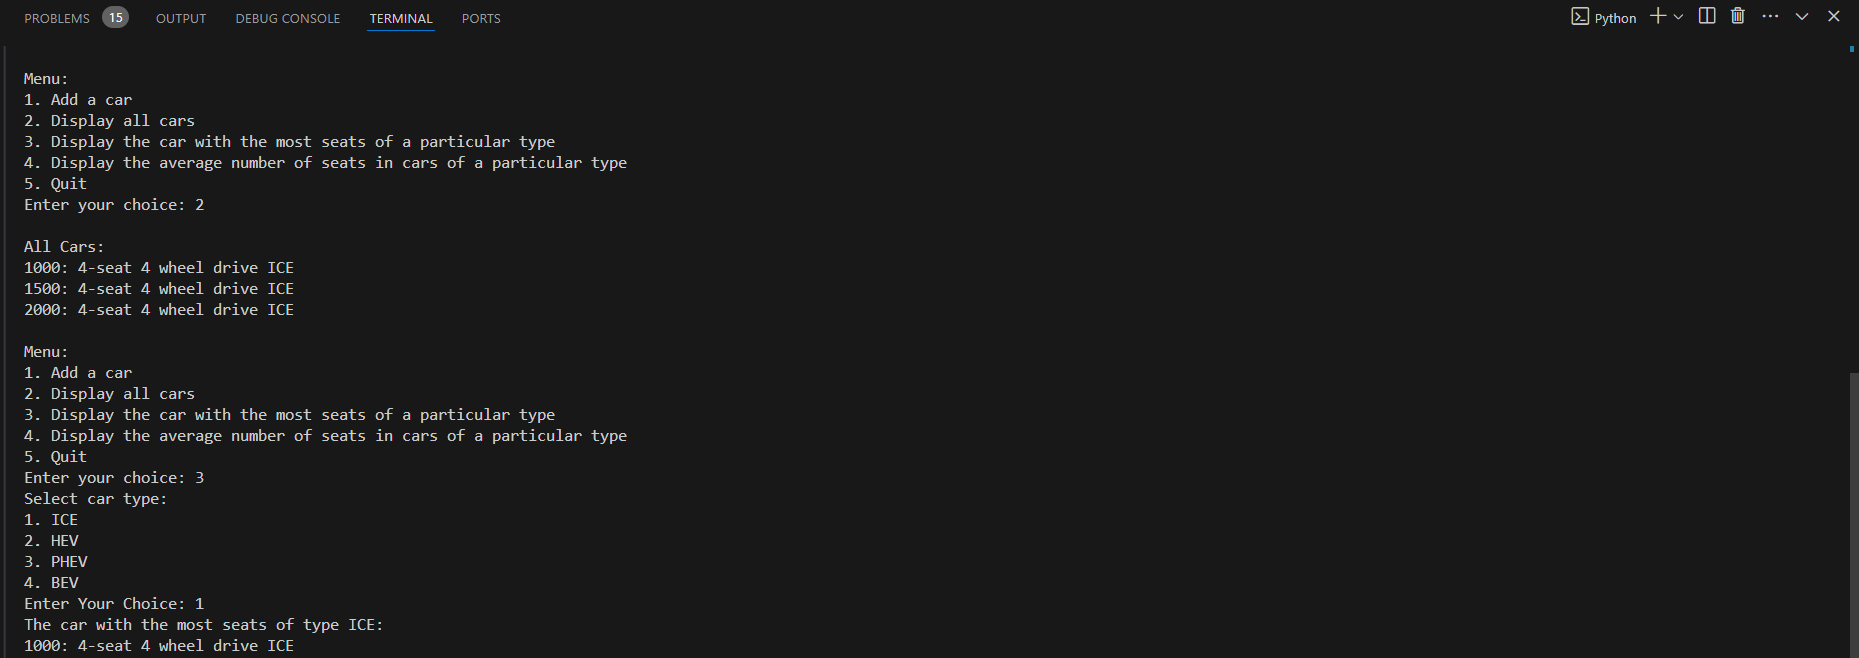 PROBLEMS 15 OUTPUT DEBUG CONSOLE TERMINAL PORTS Python
Menu:
1. Add a car
2. Display all cars
3. Display the car with the most seats of a particular type
4. Display the average number of seats in cars of a particular type
5. Quit
Enter your choice: 2
All Cars:
1000: 4-seat 4 wheel drive ICE
1500: 4-seat 4 wheel drive ICE
2000: 4-seat 4 wheel drive ICE
Menu:
1. Add a car
2. Display all cars
3. Display the car with the most seats of a particular type
4. Display the average number of seats in cars of a particular type
5. Quit
Enter your choice: 3
Select car type:
1. ICE
2. HEV
3. PHEV
4. BEV
Enter Your Choice: 1
The car with the most seats of type ICE:
1000: 4-seat 4 wheel drive ICE